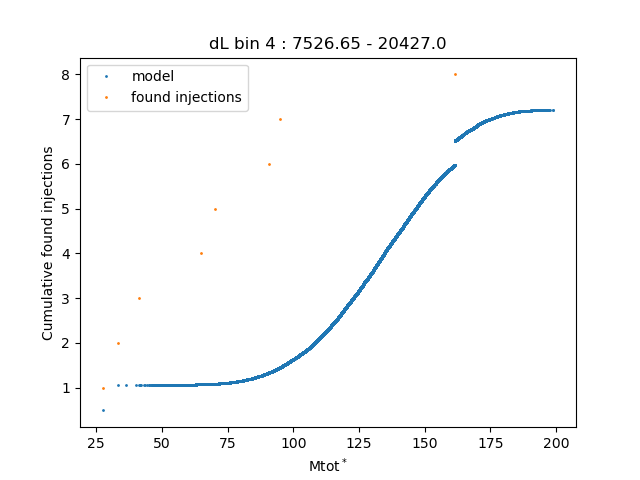 dL bin 4 : 7526.65 - 20427.0
model
found injections
8
7
6
5
4
3
2
1
Cumulative found injections
25 50 75 100 125 150 175 200
Mtot*